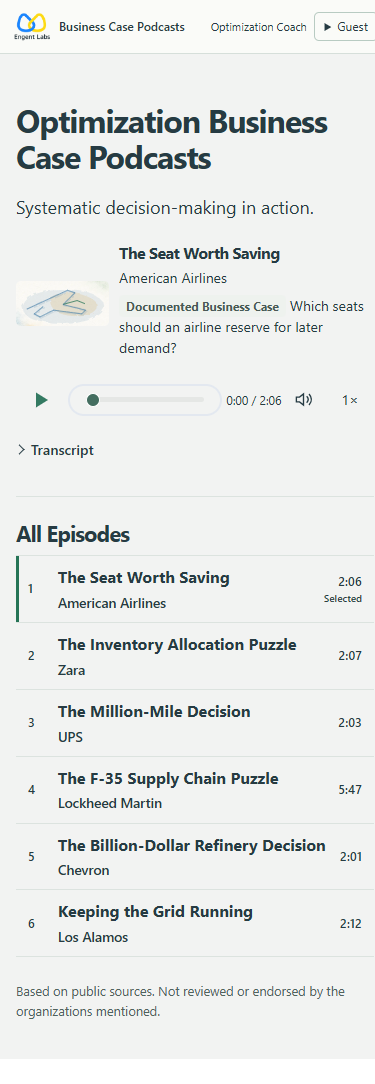 Engent Labs
Business Case Podcasts
Optimization Coach
Guest
Optimization Business
Case Podcasts
Systematic decision-making in action.
The Seat Worth Saving
American Airlines
Documented Business Case Which seats
should an airline reserve for later
demand?
0:00 / 2:06
1×
Transcript
All Episodes
1
The Seat Worth Saving
American Airlines
2:06
Selected
2
The Inventory Allocation Puzzle
Zara
2:07
3
The Million-Mile Decision
UPS
2:03
4
The F-35 Supply Chain Puzzle
Lockheed Martin
5:47
5
The Billion-Dollar Refinery Decision
Chevron
2:01
6
Keeping the Grid Running
Los Alamos
2:12
Based on public sources. Not reviewed or endorsed by the
organizations mentioned.